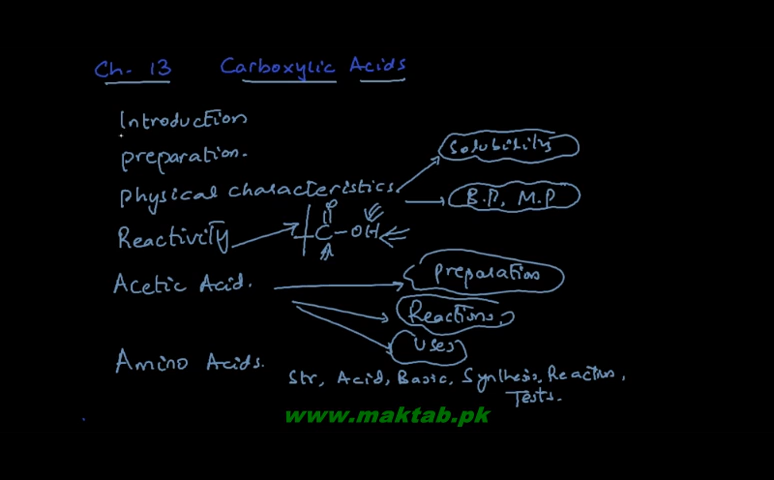 Ch. 13 Carboxylic Acids
Introduction
preparation.
Physical characteristics.
Solubility
B.P, M.P
Reactivity
O
C-OH
Acetic Acid.
preparation
Reactions,
Uses
Amino Acids.
Str, Acid, Basic, Synthesis, Reactions,
Tests.
www.maktab.pk